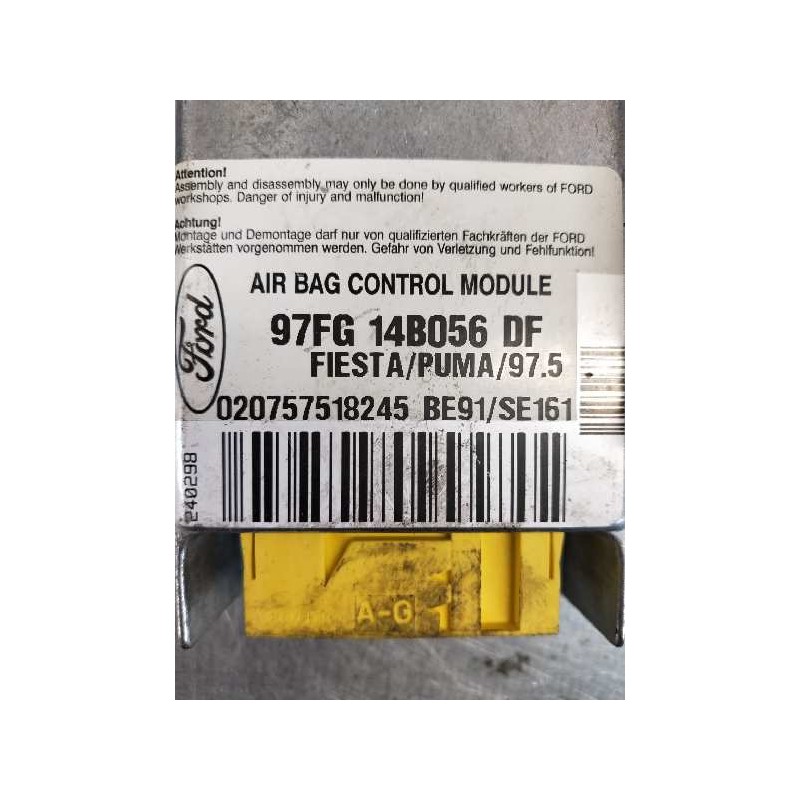 Attention!
Assembly and disassembly may only be done by qualified workers of FORD
workshops. Danger of injury and malfunction!
Achtung!
Montage und Demontage darf nur von qualifizierten Fachkräften der FORD
Werkstätten vorgenommen werden. Gefahr von Verletzung und Fehlfunktion!
AIR BAG CONTROL MODULE
Ford
97FG 14B056 DF
FIESTA/PUMA/97.5
020757518245 BE91/SE161
240298
A-G
1